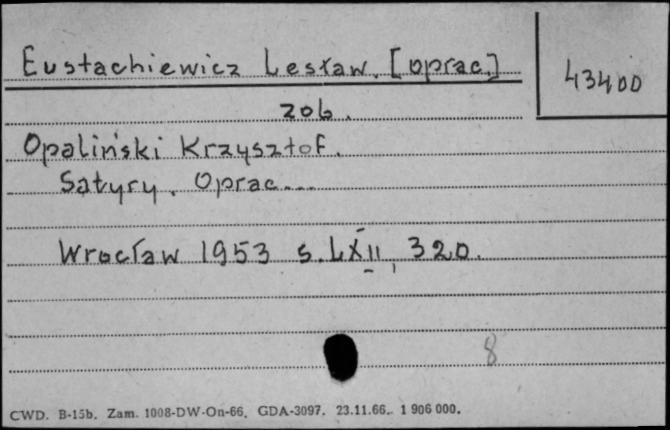 Eustachiewicz Lesław. [oprac.]
43400
zob.
Opaliński Krzysztof.
Satyry. Oprac...
Wrocław 1953 s. LXII, 320.
8
CWD. B-15b. Zam. 1008-DW-On-66. GDA-3097. 23.11.66. 1 906 000.